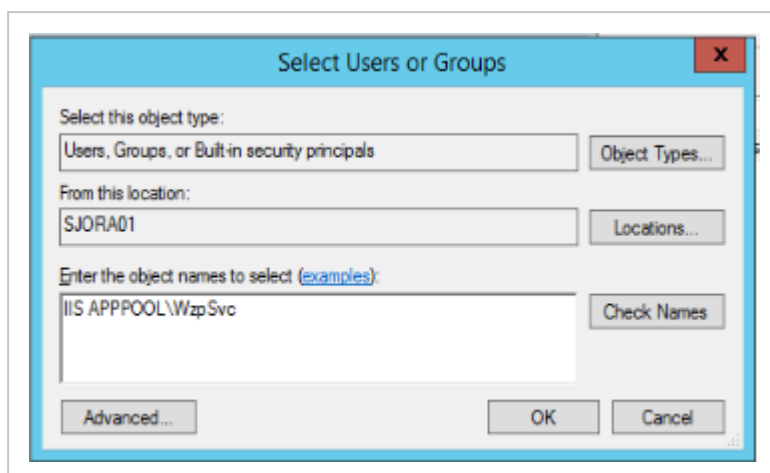 Select Users or Groups
x
Select this object type:
Users, Groups, or Built-in security principals
Object Types...
From this location:
SJORA01
Locations...
Enter the object names to select (examples):
IIS APPPOOL\WzpSvc
Check Names
Advanced...
OK
Cancel